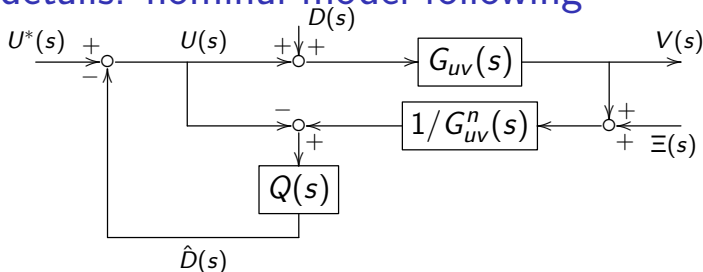 details: nominal model following
D(s)
U*(s) + U(s) + + V(s)
− G_uv(s)
− 1/G^n_uv(s) +
+ + Ξ(s)
Q(s)
D̂(s)